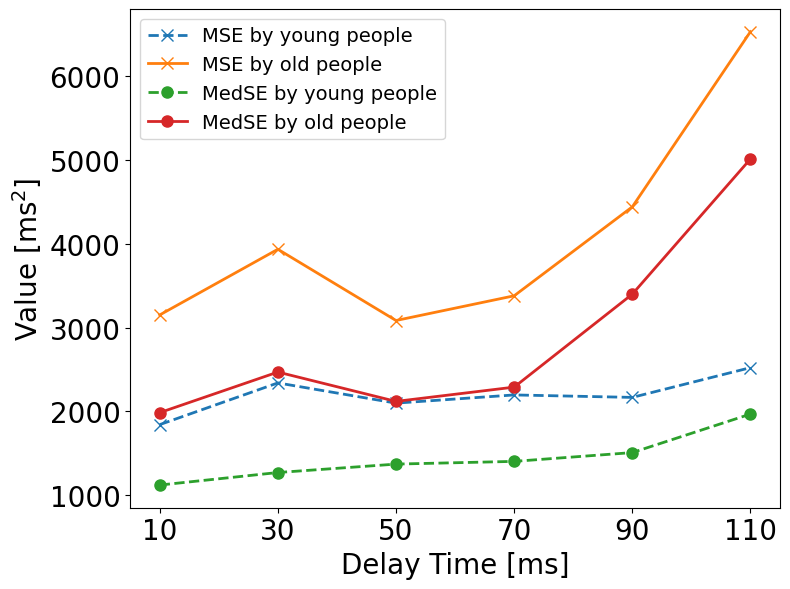 MSE by young people
MSE by old people
MedSE by young people
MedSE by old people
6000
5000
4000
3000
2000
1000
Value [ms²]
10 30 50 70 90 110
Delay Time [ms]